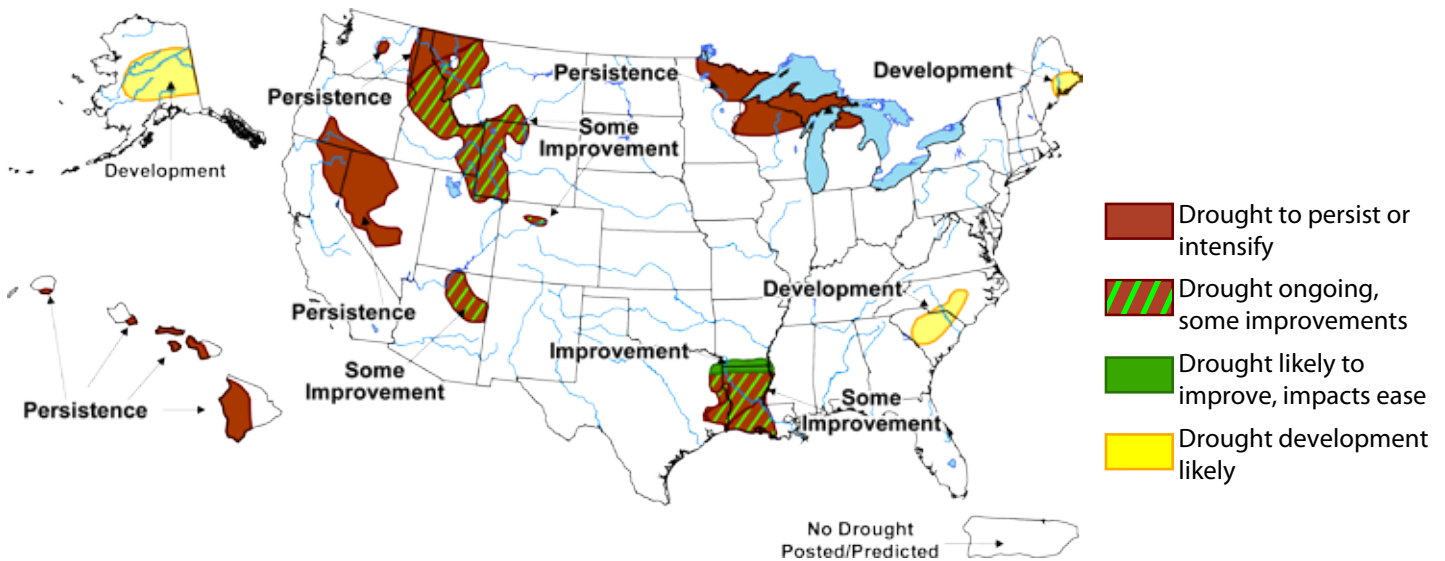 Development
Persistence
Some
Improvement
Persistence
Development
Persistence
Some
Improvement
Improvement
Development
Some
Improvement
Persistence
No Drought
Posted/Predicted
Drought to persist or
intensify
Drought ongoing,
some improvements
Drought likely to
improve, impacts ease
Drought development
likely